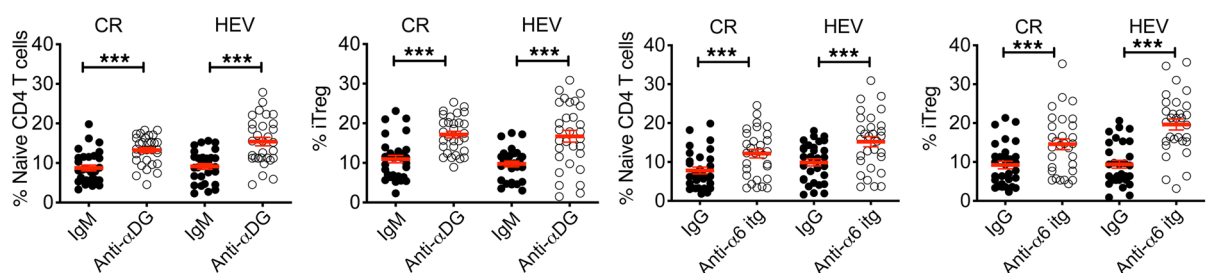 CR HEV
*** ***
% Naive CD4 T cells
40
30
20
10
0
IgM Anti-αDG IgM Anti-αDG
CR HEV
*** ***
% iTreg
40
30
20
10
0
IgM Anti-αDG IgM Anti-αDG
CR HEV
*** ***
% Naive CD4 T cells
40
30
20
10
0
IgG Anti-α6 itg IgG Anti-α6 itg
CR HEV
*** ***
% iTreg
40
30
20
10
0
IgG Anti-α6 itg IgG Anti-α6 itg